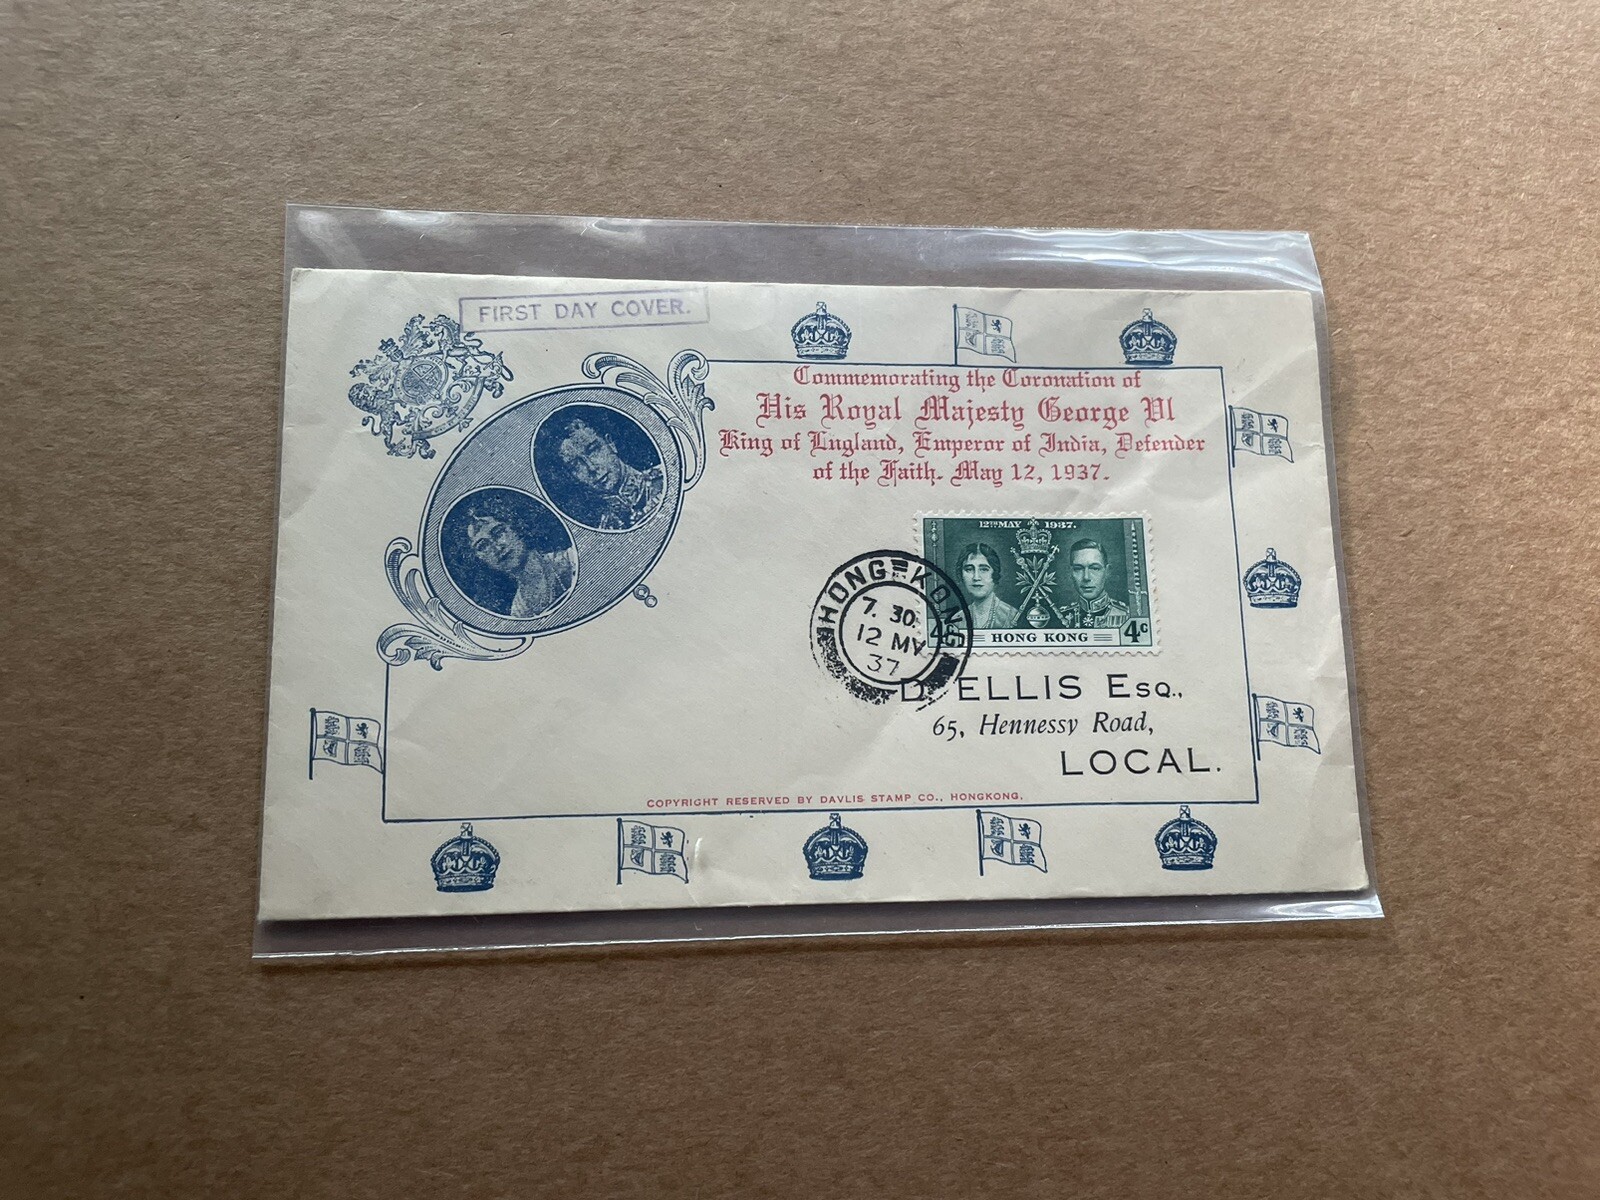 FIRST DAY COVER.
Commemorating the Coronation of
His Royal Majesty George VI
King of England, Emperor of India, Defender
of the Faith. May 12, 1937.
12TH MAY 1937.
HONG KONG 4c
HONG KONG
7. 30.
12 MY
37
D. ELLIS Esq.,
65, Hennessy Road,
LOCAL.
COPYRIGHT RESERVED BY DAVLIS STAMP CO., HONGKONG.